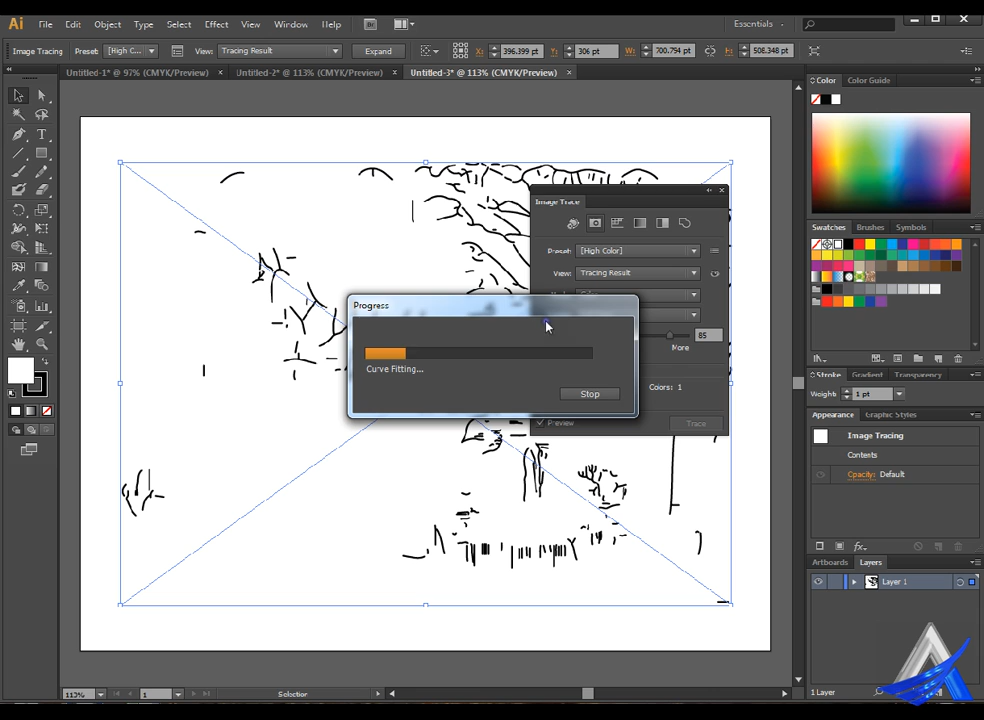 Ai File Edit Object Type Select Effect View Window Help Br Essentials
Image Tracing Preset: [High C... View: Tracing Result Expand X: 396.399 pt Y: 306 pt W: 700.794 pt H: 508.348 pt
Untitled-1* @ 97% (CMYK/Preview) × Untitled-2* @ 113% (CMYK/Preview) × Untitled-3* @ 113% (CMYK/Preview) ×
Color Color Guide
Image Trace
Swatches Brushes Symbols
Preset: [High Color]
View: Tracing Result
Progress
85
More
Curve Fitting...
Stop
Colors: 1
Preview Trace
Stroke Gradient Transparency
Weight: 1 pt
Appearance Graphic Styles
Image Tracing
Contents
Opacity: Default
fx
Artboards Layers
Layer 1
113% 1 Selection
1 Layer